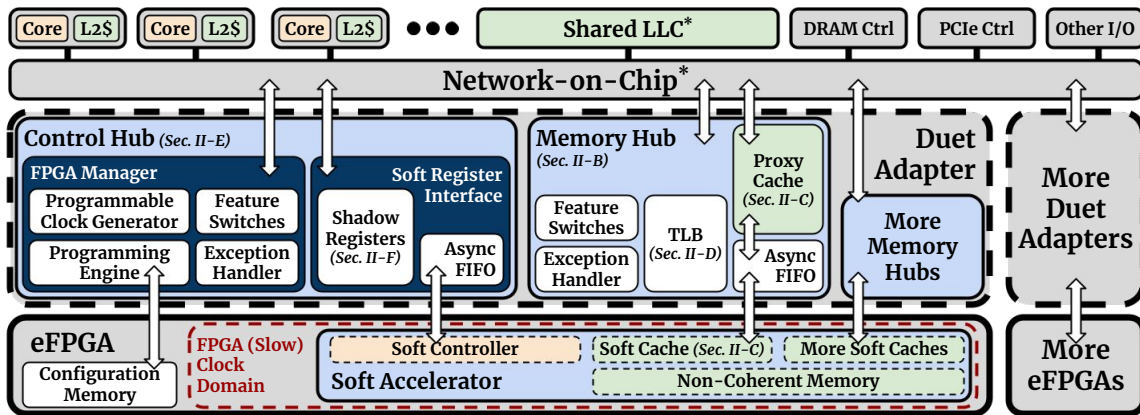 Core L2$ Core L2$ Core L2$ ●●● Shared LLC* DRAM Ctrl PCIe Ctrl Other I/O
Network-on-Chip*
Control Hub (Sec. II-E)
FPGA Manager
Programmable
Clock Generator
Feature
Switches
Programming
Engine
Exception
Handler
Soft Register
Interface
Shadow
Registers
(Sec. II-F)
Async
FIFO
Memory Hub
(Sec. II-B)
Feature
Switches
Exception
Handler
TLB
(Sec. II-D)
Proxy
Cache
(Sec. II-C)
Async
FIFO
Duet
Adapter
More
Memory
Hubs
More
Duet
Adapters
eFPGA
Configuration
Memory
FPGA (Slow)
Clock
Domain
Soft Controller
Soft Accelerator
Soft Cache (Sec. II-C)
More Soft Caches
Non-Coherent Memory
More
eFPGAs